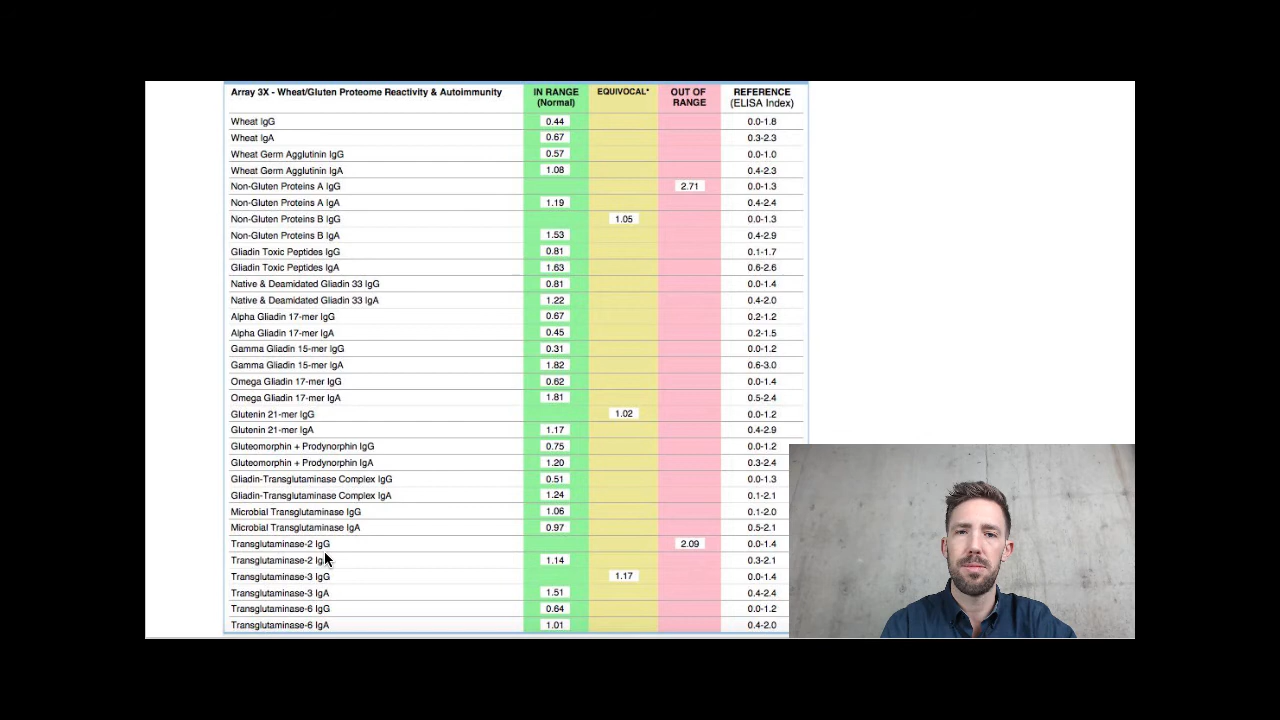 Array 3X - Wheat/Gluten Proteome Reactivity & Autoimmunity IN RANGE (Normal) EQUIVOCAL* OUT OF RANGE REFERENCE (ELISA Index)
Wheat IgG 0.44 0.0-1.8
Wheat IgA 0.67 0.3-2.3
Wheat Germ Agglutinin IgG 0.57 0.0-1.0
Wheat Germ Agglutinin IgA 1.08 0.4-2.3
Non-Gluten Proteins A IgG 2.71 0.0-1.3
Non-Gluten Proteins A IgA 1.19 0.4-2.4
Non-Gluten Proteins B IgG 1.05 0.0-1.3
Non-Gluten Proteins B IgA 1.53 0.4-2.9
Gliadin Toxic Peptides IgG 0.81 0.1-1.7
Gliadin Toxic Peptides IgA 1.63 0.6-2.6
Native & Deamidated Gliadin 33 IgG 0.81 0.0-1.4
Native & Deamidated Gliadin 33 IgA 1.22 0.4-2.0
Alpha Gliadin 17-mer IgG 0.67 0.2-1.2
Alpha Gliadin 17-mer IgA 0.45 0.2-1.5
Gamma Gliadin 15-mer IgG 0.31 0.0-1.2
Gamma Gliadin 15-mer IgA 1.82 0.6-3.0
Omega Gliadin 17-mer IgG 0.62 0.0-1.4
Omega Gliadin 17-mer IgA 1.81 0.5-2.4
Glutenin 21-mer IgG 1.02 0.0-1.2
Glutenin 21-mer IgA 1.17 0.4-2.9
Gluteomorphin + Prodynorphin IgG 0.75 0.0-1.2
Gluteomorphin + Prodynorphin IgA 1.20 0.3-2.4
Gliadin-Transglutaminase Complex IgG 0.51 0.0-1.3
Gliadin-Transglutaminase Complex IgA 1.24 0.1-2.1
Microbial Transglutaminase IgG 1.06 0.1-2.0
Microbial Transglutaminase IgA 0.97 0.5-2.1
Transglutaminase-2 IgG 2.09 0.0-1.4
Transglutaminase-2 1.14 0.3-2.1
Transglutaminase-3 IgG 1.17 0.0-1.4
Transglutaminase-3 IgA 1.51 0.4-2.4
Transglutaminase-6 IgG 0.64 0.0-1.2
Transglutaminase-6 IgA 1.01 0.4-2.0